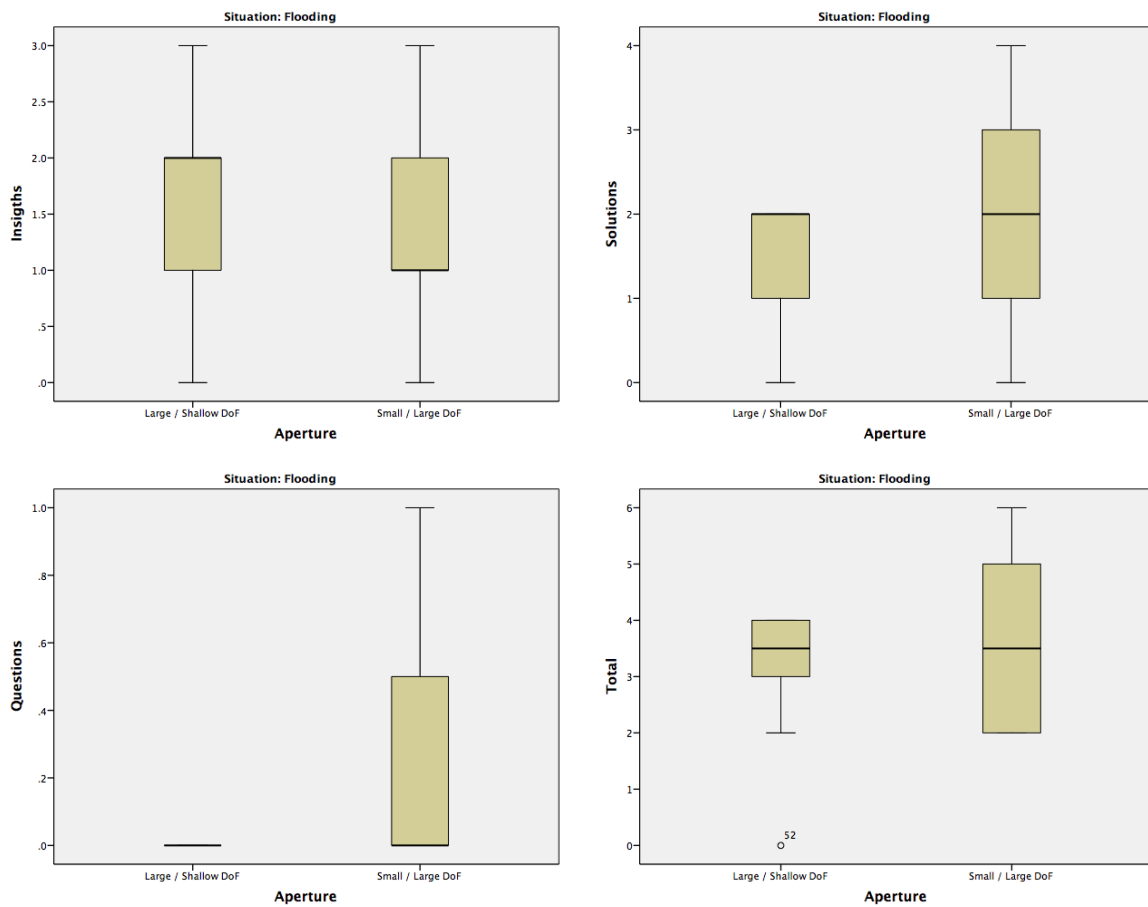 Situation: Flooding
Insigths
3.0
2.5
2.0
1.5
1.0
.5
.0
Large / Shallow DoF
Small / Large DoF
Aperture
Situation: Flooding
Solutions
4
3
2
1
0
Large / Shallow DoF
Small / Large DoF
Aperture
Situation: Flooding
Questions
1.0
.8
.6
.4
.2
.0
Large / Shallow DoF
Small / Large DoF
Aperture
Situation: Flooding
Total
6
5
4
3
2
1
0
52
Large / Shallow DoF
Small / Large DoF
Aperture